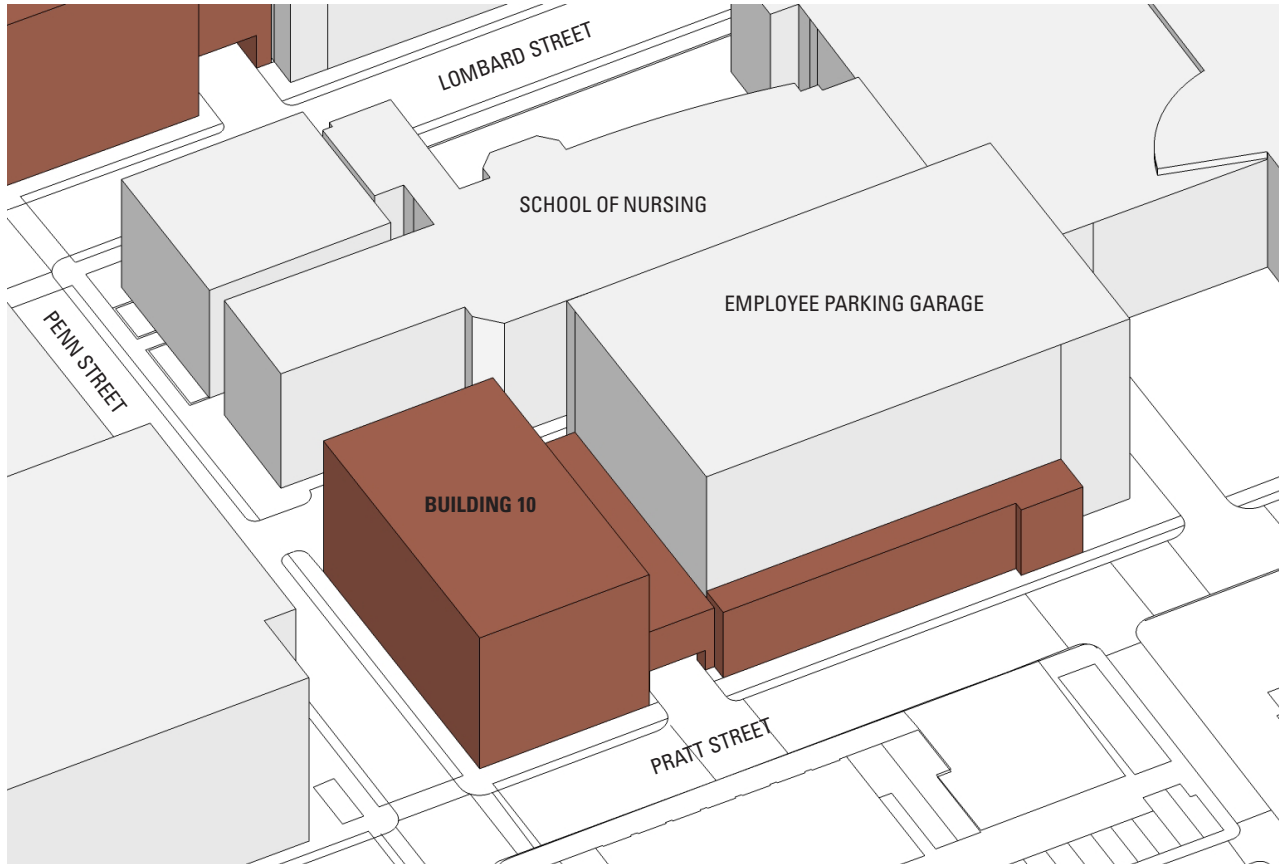 LOMBARD STREET
SCHOOL OF NURSING
EMPLOYEE PARKING GARAGE
PENN STREET
BUILDING 10
PRATT STREET